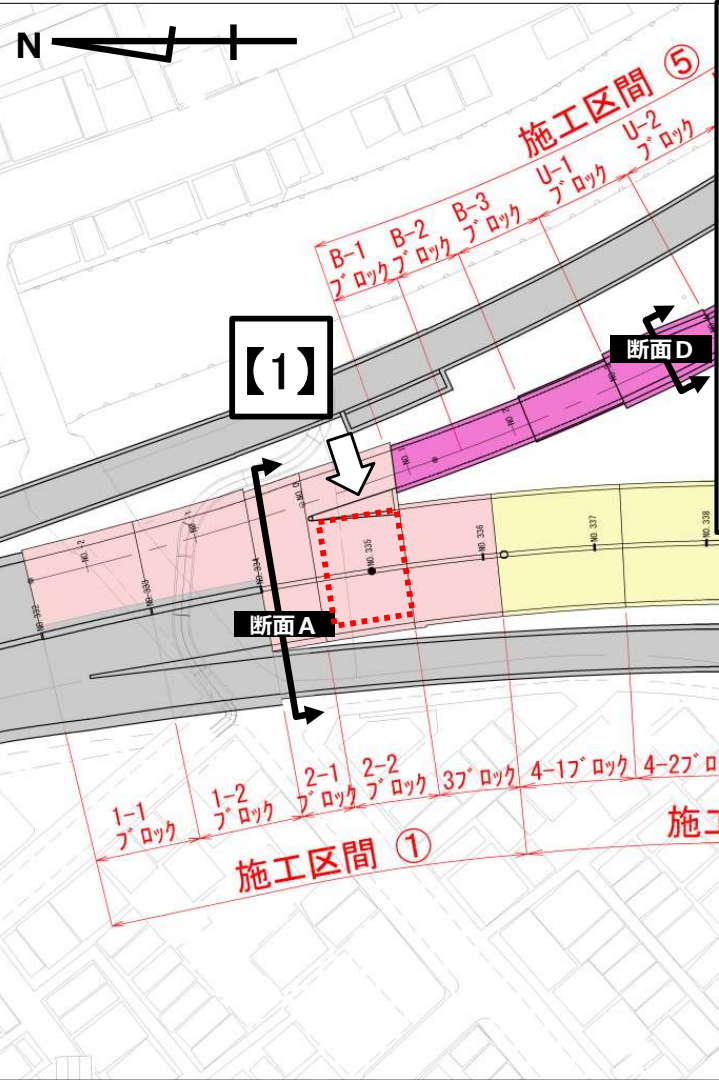 N
施工区間 ⑤
B-1
ブロック
B-2
ブロック
B-3
ブロック
U-1
ブロック
U-2
ブロック
【1】
断面D
断面A
NO.333
NO.334
NO.335
NO.336
NO.337
NO.338
1-1
ブロック
1-2
ブロック
2-1
ブロック
2-2
ブロック
3ブロック
4-1ブロック
4-2ブロ
施工区間 ①
施工